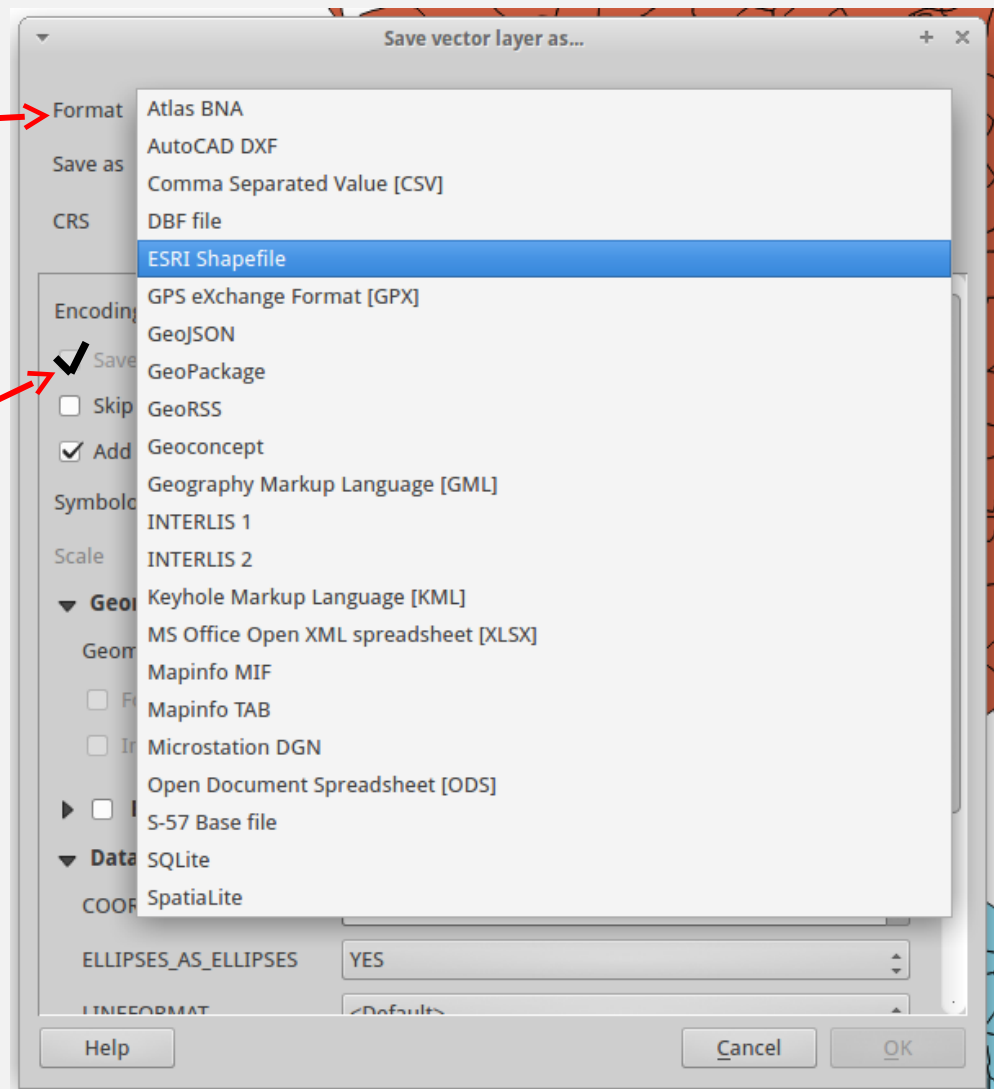 Save vector layer as...
Format
Atlas BNA
AutoCAD DXF
Save as
Comma Separated Value [CSV]
CRS
DBF file
ESRI Shapefile
GPS eXchange Format [GPX]
Encoding
GeoJSON
Save
GeoPackage
Skip
GeoRSS
Add
Geoconcept
Geography Markup Language [GML]
Symbolo
INTERLIS 1
Scale
INTERLIS 2
Geo
Keyhole Markup Language [KML]
MS Office Open XML spreadsheet [XLSX]
Geom
Mapinfo MIF
Mapinfo TAB
Microstation DGN
Open Document Spreadsheet [ODS]
S-57 Base file
Data
SQLite
SpatiaLite
COOR
ELLIPSES_AS_ELLIPSES YES
LINEFORMAT <Default>
Help Cancel OK